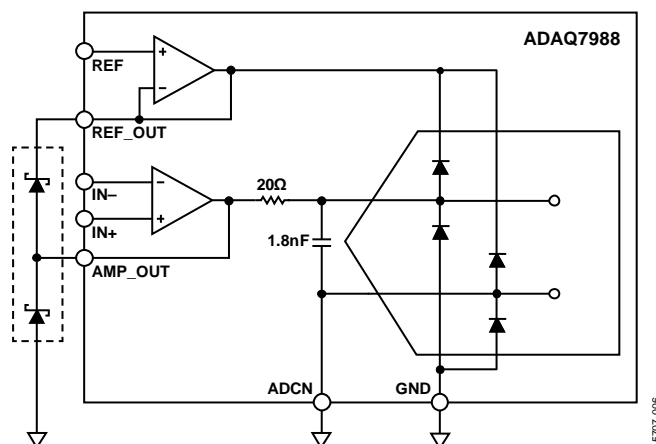 ADAQ7988
REF
REF_OUT
IN–
IN+
20Ω
1.8nF
AMP_OUT
ADCN
GND